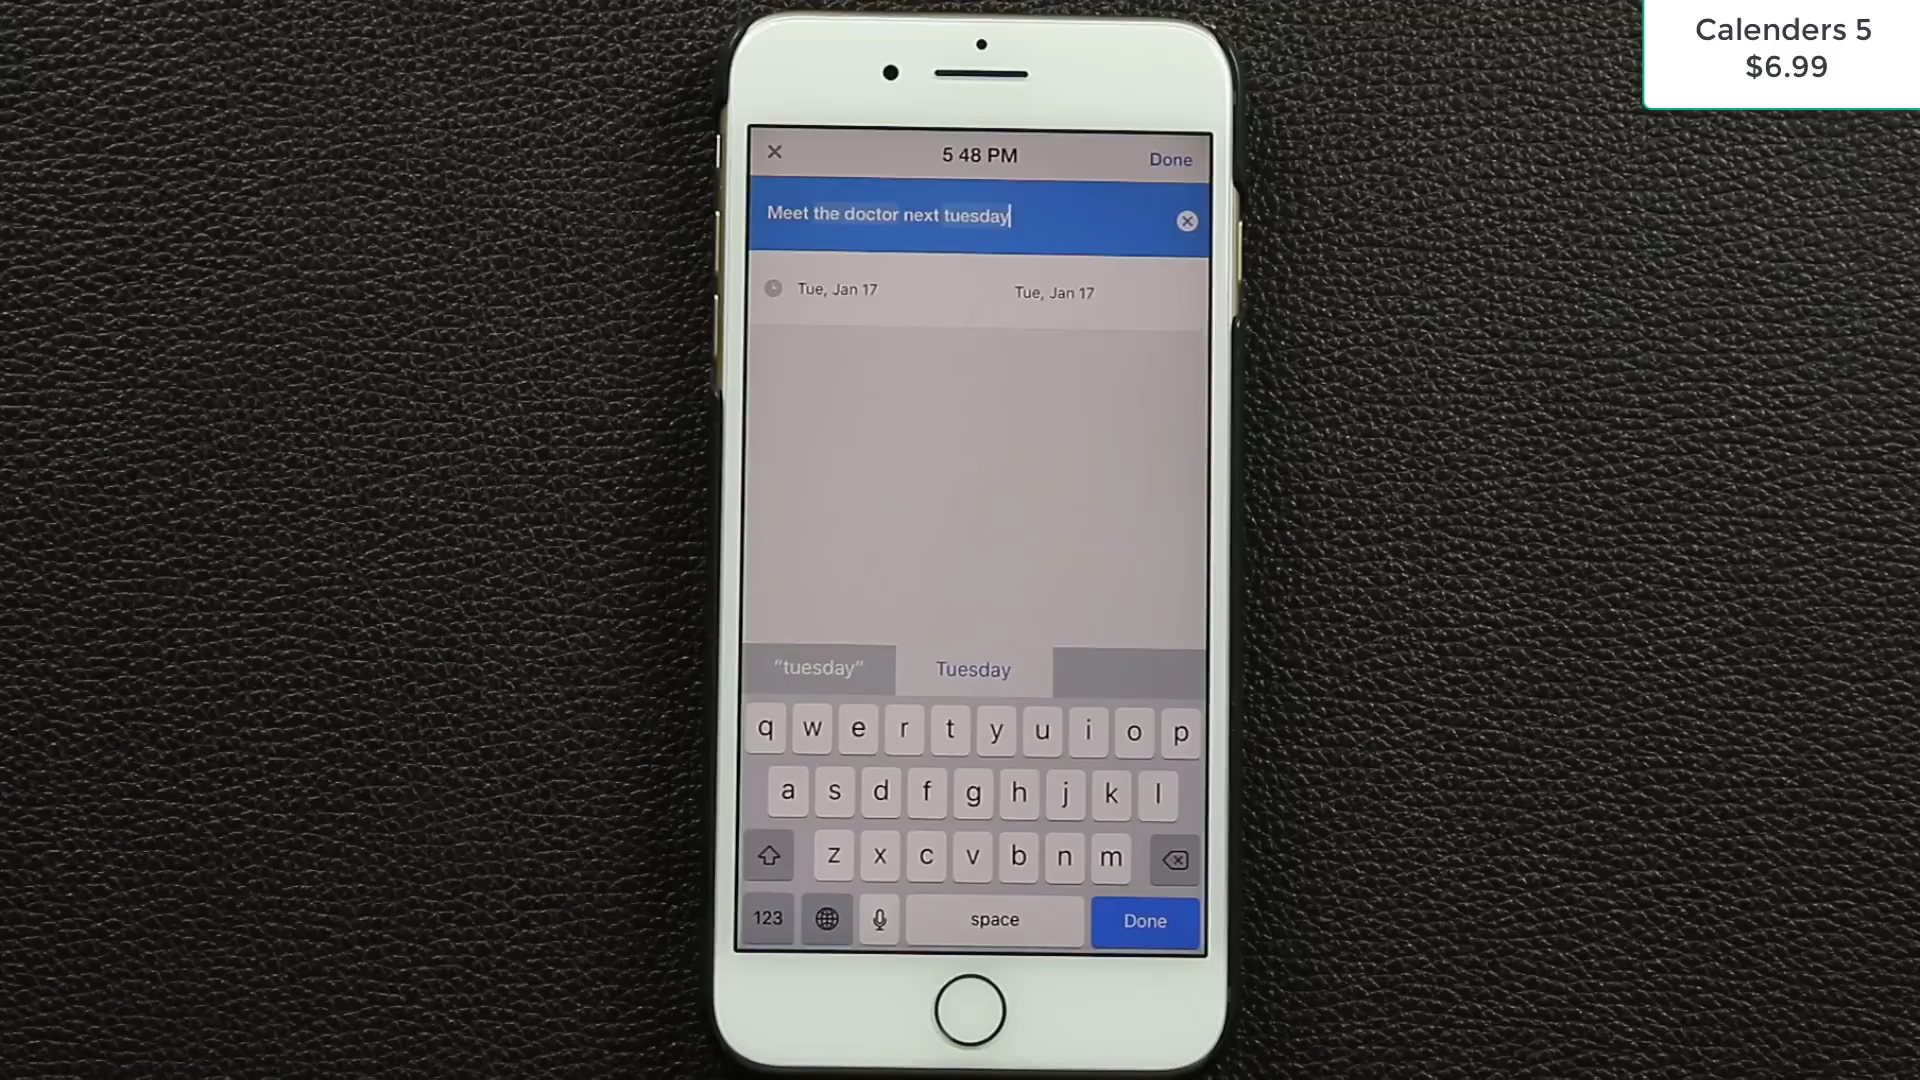 Calenders 5
$6.99
5 48 PM
Done
Meet the doctor next tuesday
Tue, Jan 17
Tue, Jan 17
“tuesday”
Tuesday
q w e r t y u i o p
a s d f g h j k l
z x c v b n m
123
space
Done